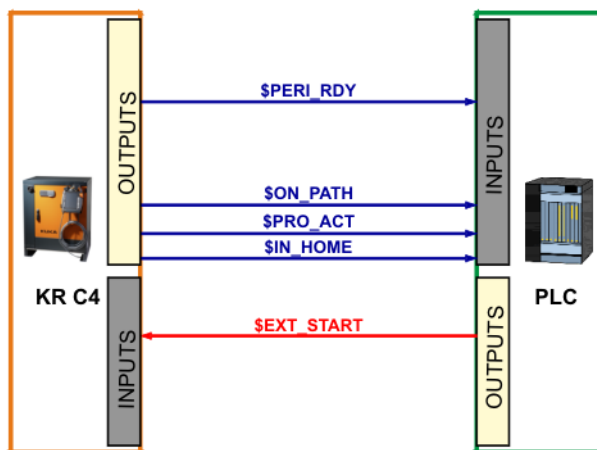 OUTPUTS
$PERI_RDY
INPUTS
$ON_PATH
$PRO_ACT
$IN_HOME
KR C4
PLC
INPUTS
$EXT_START
OUTPUTS